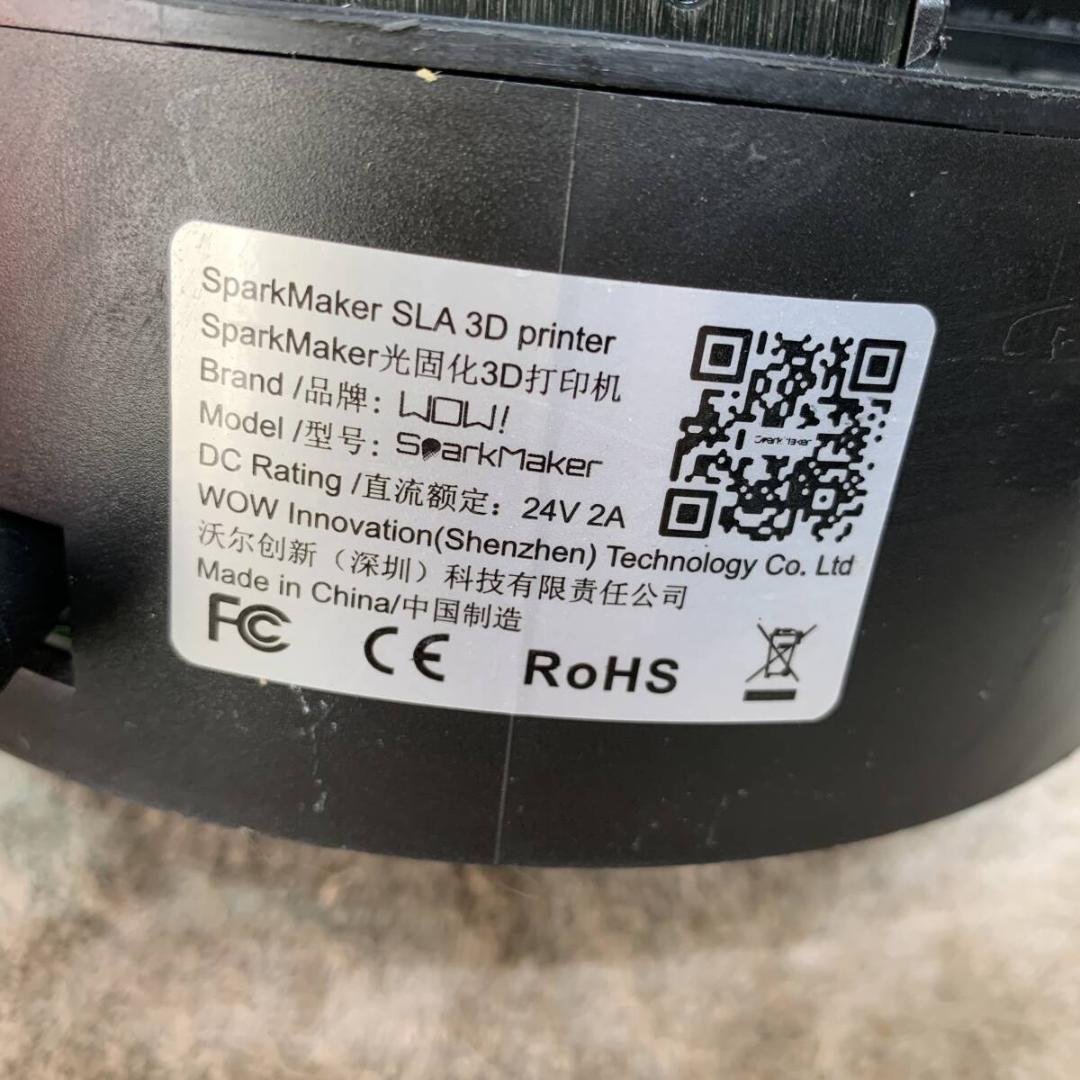 SparkMaker SLA 3D printer
SparkMaker光固化3D打印机
Brand /品牌: WOW!
Model /型号: SparkMaker
DC Rating /直流额定: 24V 2A
WOW Innovation(Shenzhen) Technology Co. Ltd
沃尔创新（深圳）科技有限责任公司
Made in China/中国制造
FC CE RoHS
SparkMaker